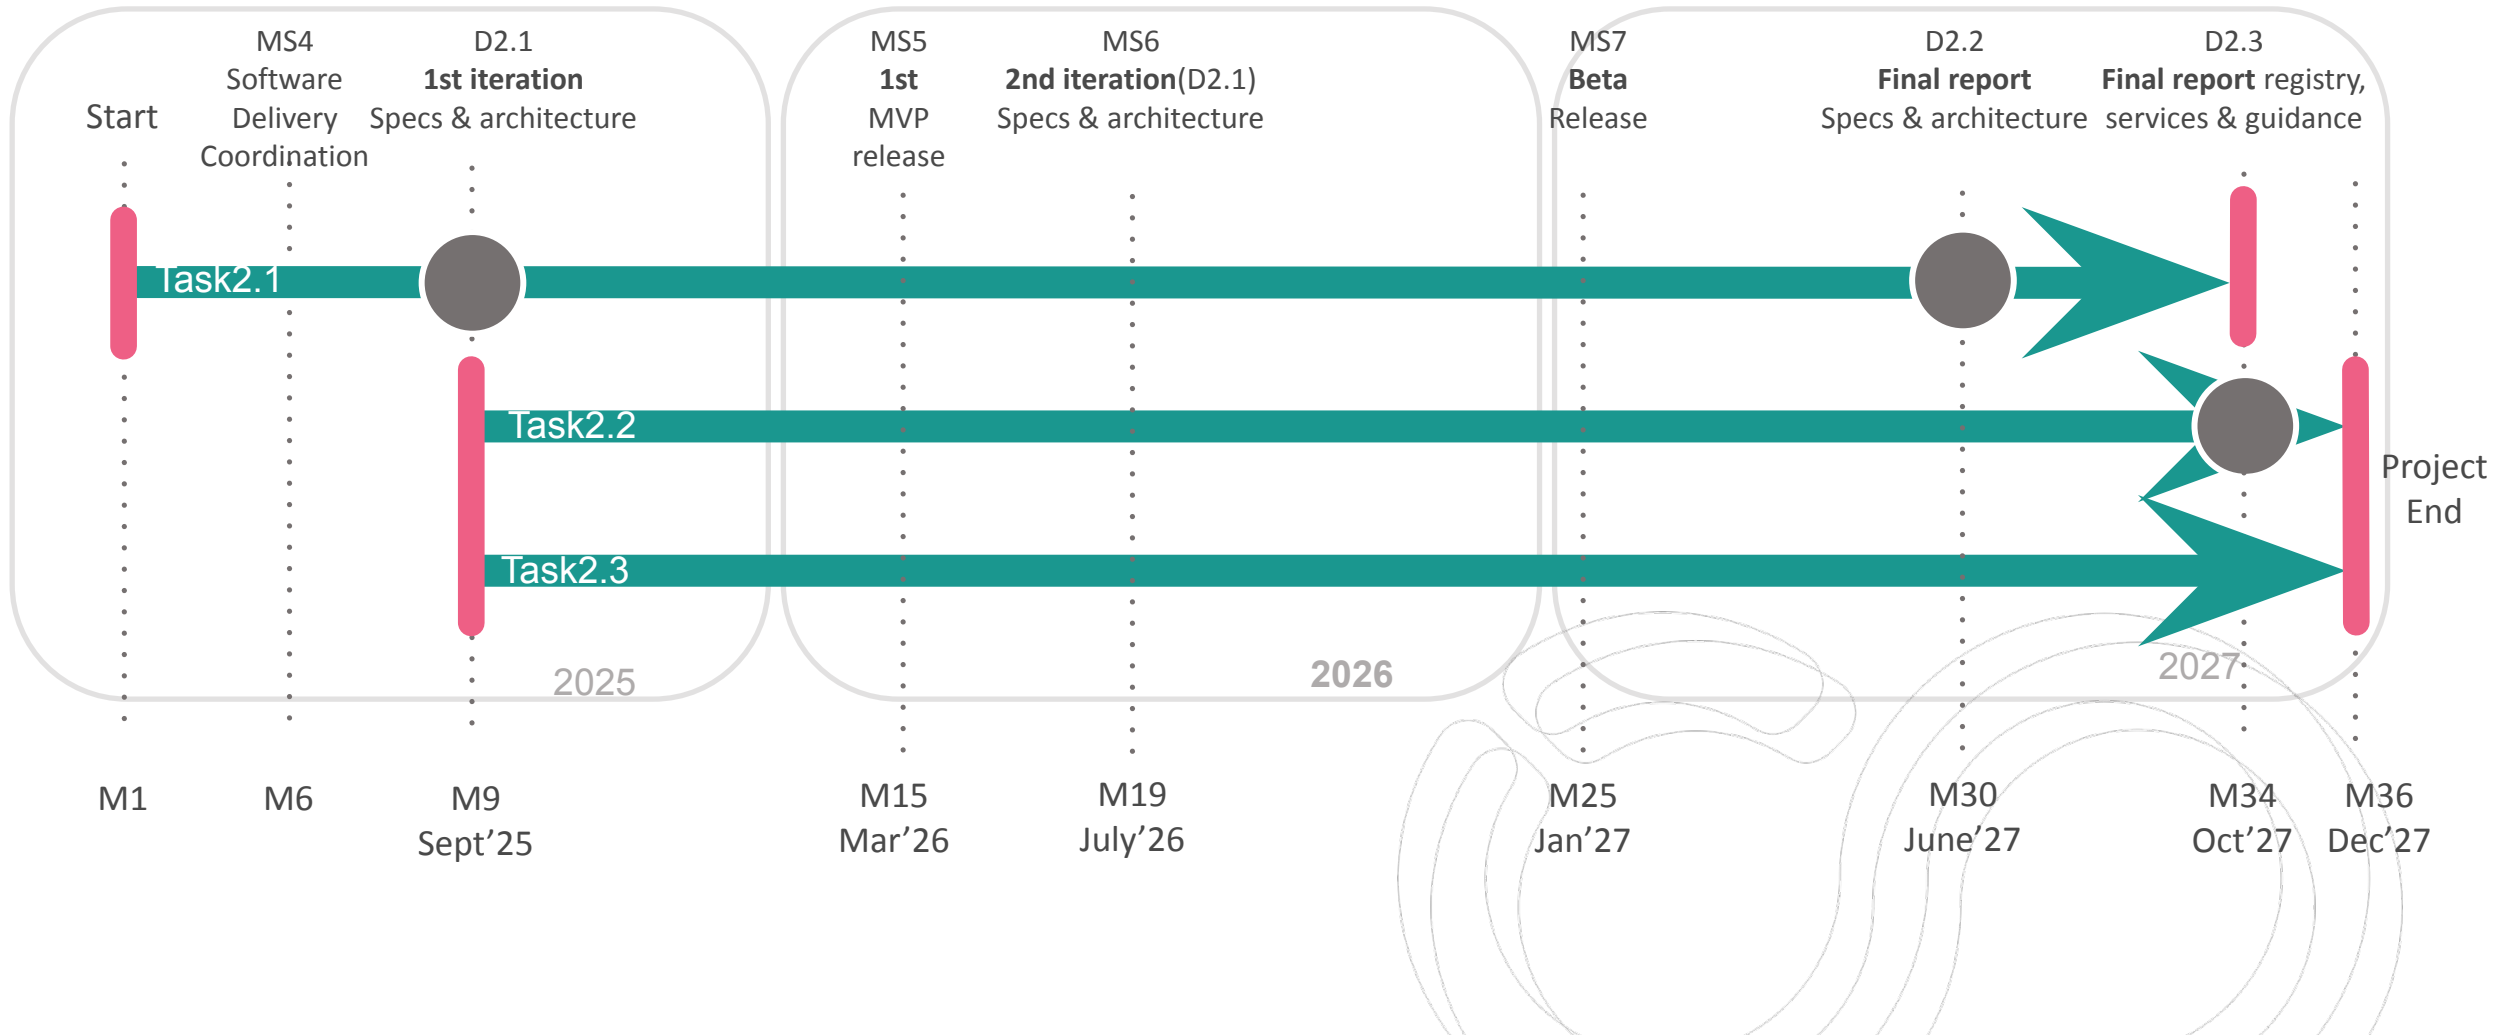 Start
MS4
Software
Delivery
Coordination
D2.1
1st iteration
Specs & architecture
MS5
1st
MVP
release
MS6
2nd iteration(D2.1)
Specs & architecture
MS7
Beta
Release
D2.2
Final report
Specs & architecture
D2.3
Final report registry,
services & guidance
Task2.1
Task2.2
Task2.3
Project
End
2025
2026
2027
M1
M6
M9
Sept’25
M15
Mar’26
M19
July’26
M25
Jan’27
M30
June’27
M34
Oct’27
M36
Dec’27